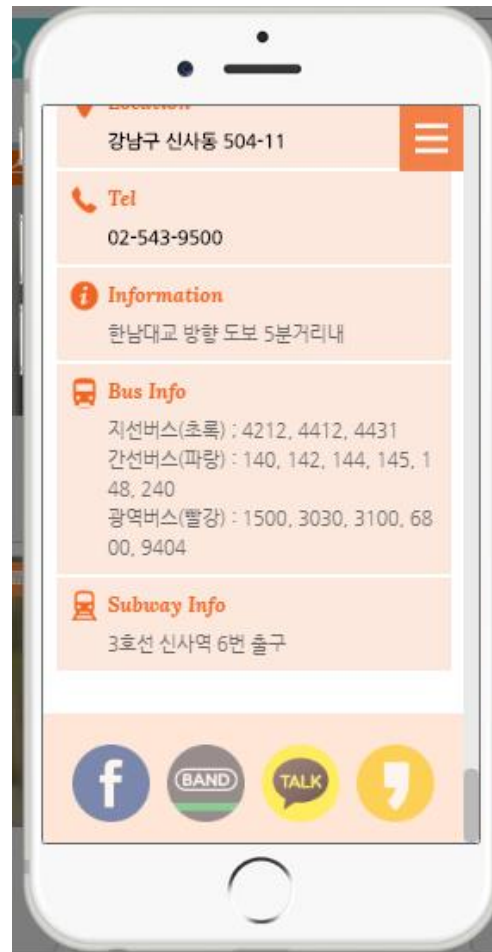 Location
강남구 신사동 504-11
Tel
02-543-9500
Information
한남대교 방향 도보 5분거리내
Bus Info
지선버스(초록) : 4212, 4412, 4431
간선버스(파랑) : 140, 142, 144, 145, 1
48, 240
광역버스(빨강) : 1500, 3030, 3100, 68
00, 9404
Subway Info
3호선 신사역 6번 출구
f
BAND
TALK